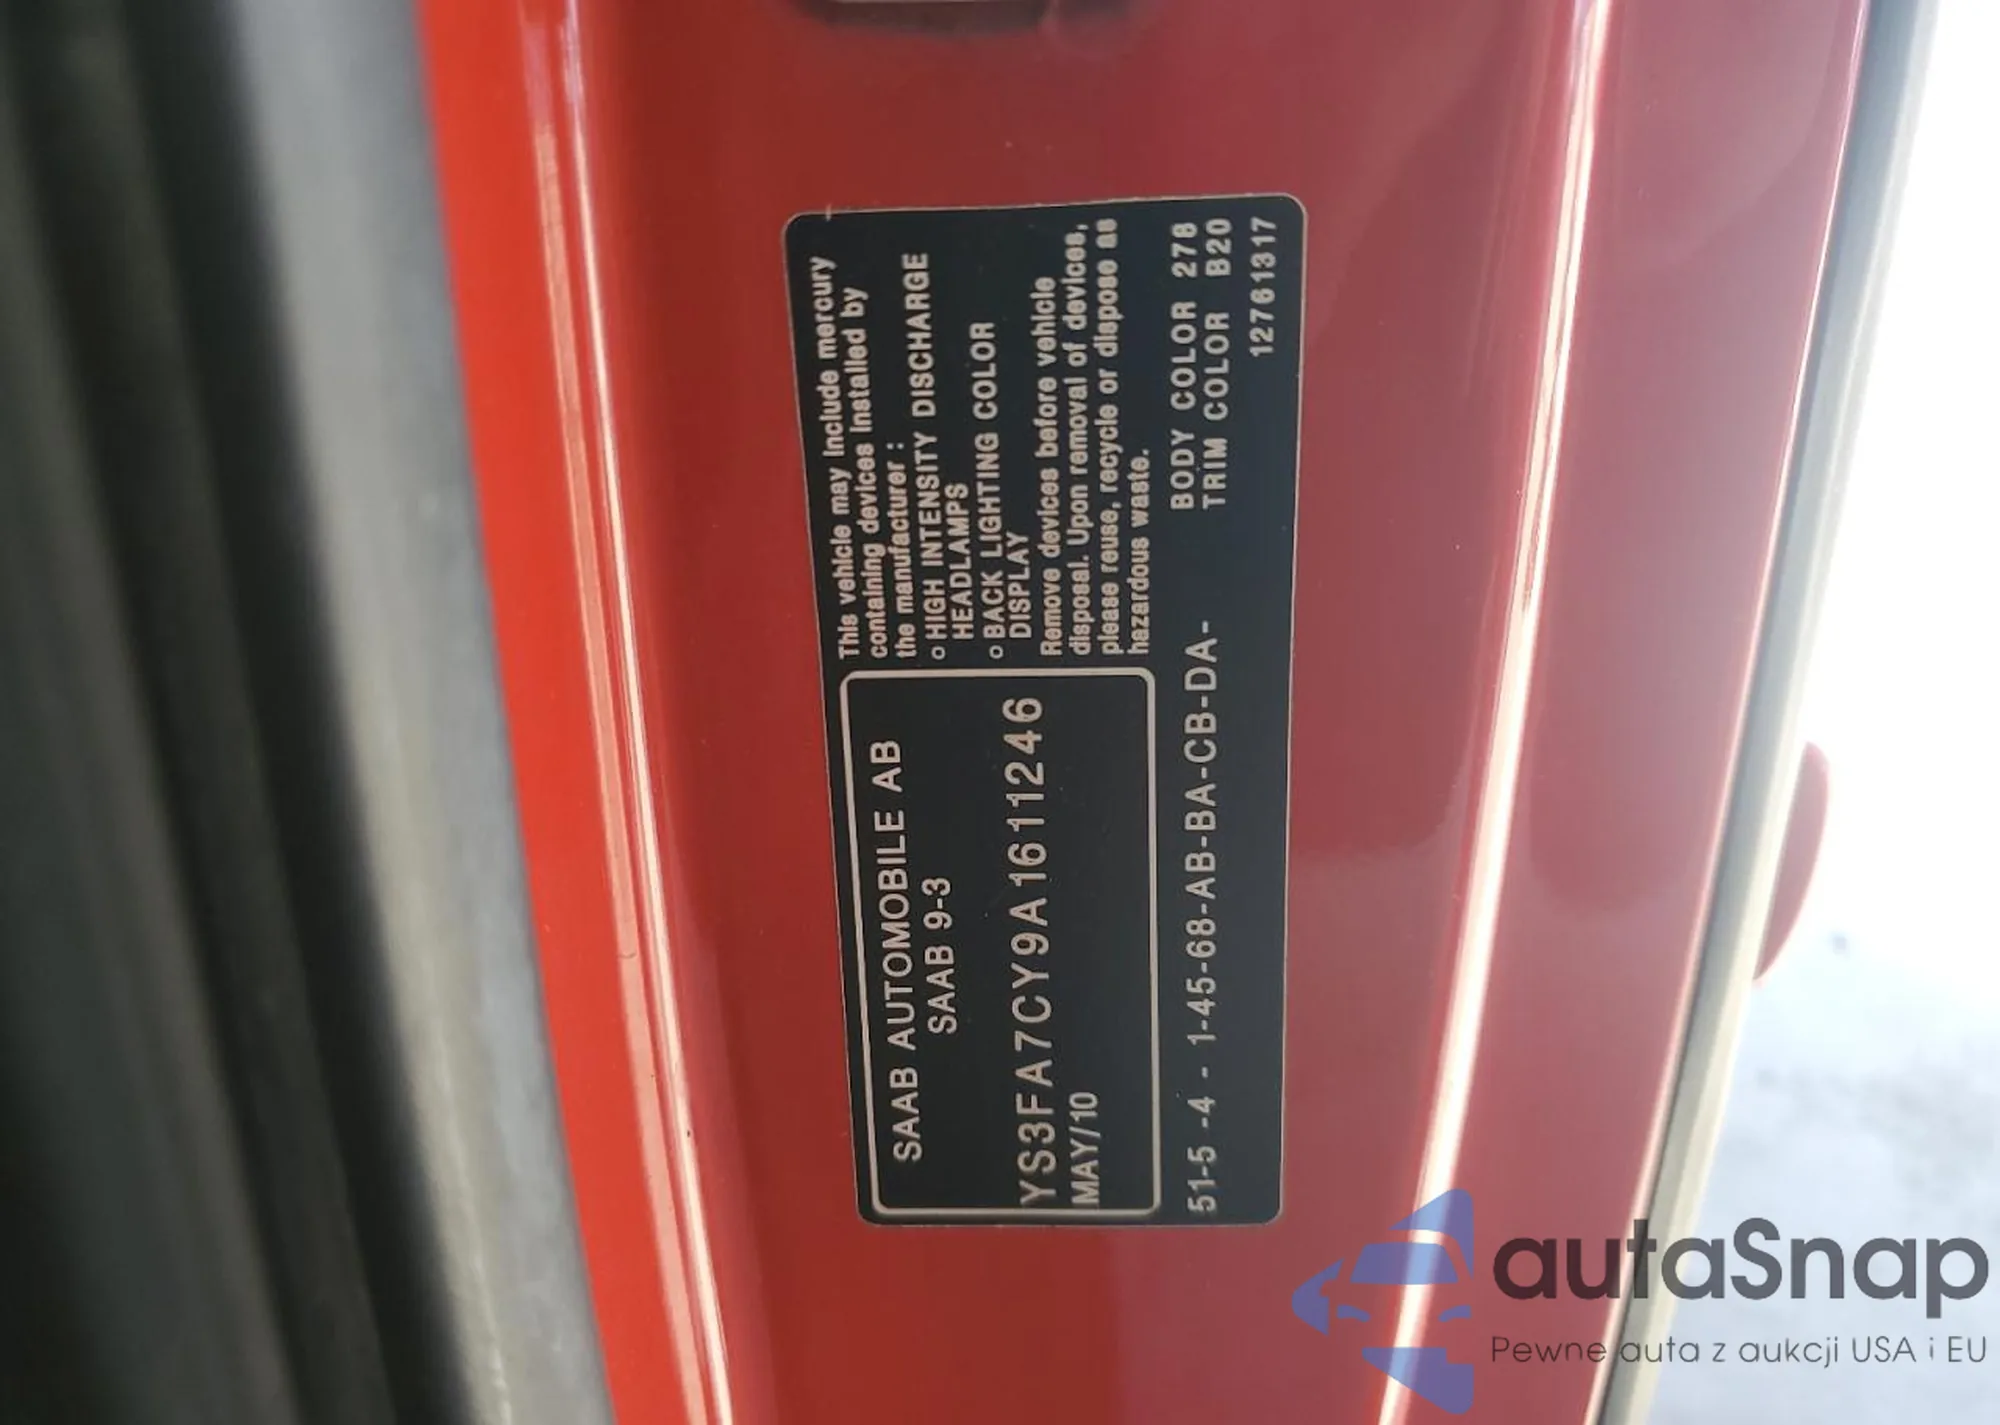 This vehicle may include mercury
containing devices installed by
the manufacturer :
o HIGH INTENSITY DISCHARGE
HEADLAMPS
o BACK LIGHTING COLOR
DISPLAY
Remove devices before vehicle
disposal. Upon removal of devices,
please reuse, recycle or dispose as
hazardous waste.
SAAB AUTOMOBILE AB
SAAB 9-3
YS3FA7CY9A1611246
MAY/10
BODY COLOR 278
TRIM COLOR B20
51-5 -4 - 1-45-68-AB-BA-CB-DA-
12761317
autaSnap
Pewne auta z aukcji USA i EU